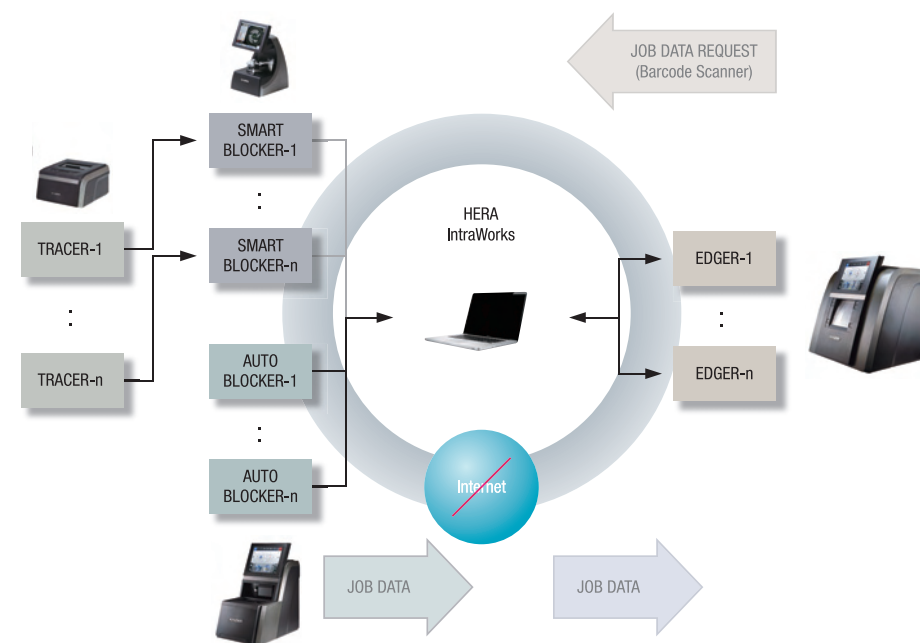 JOB DATA REQUEST
(Barcode Scanner)
SMART
BLOCKER-1
:
SMART
BLOCKER-n
TRACER-1
:
TRACER-n
HERA
IntraWorks
EDGER-1
:
EDGER-n
AUTO
BLOCKER-1
:
AUTO
BLOCKER-n
Internet
JOB DATA
JOB DATA